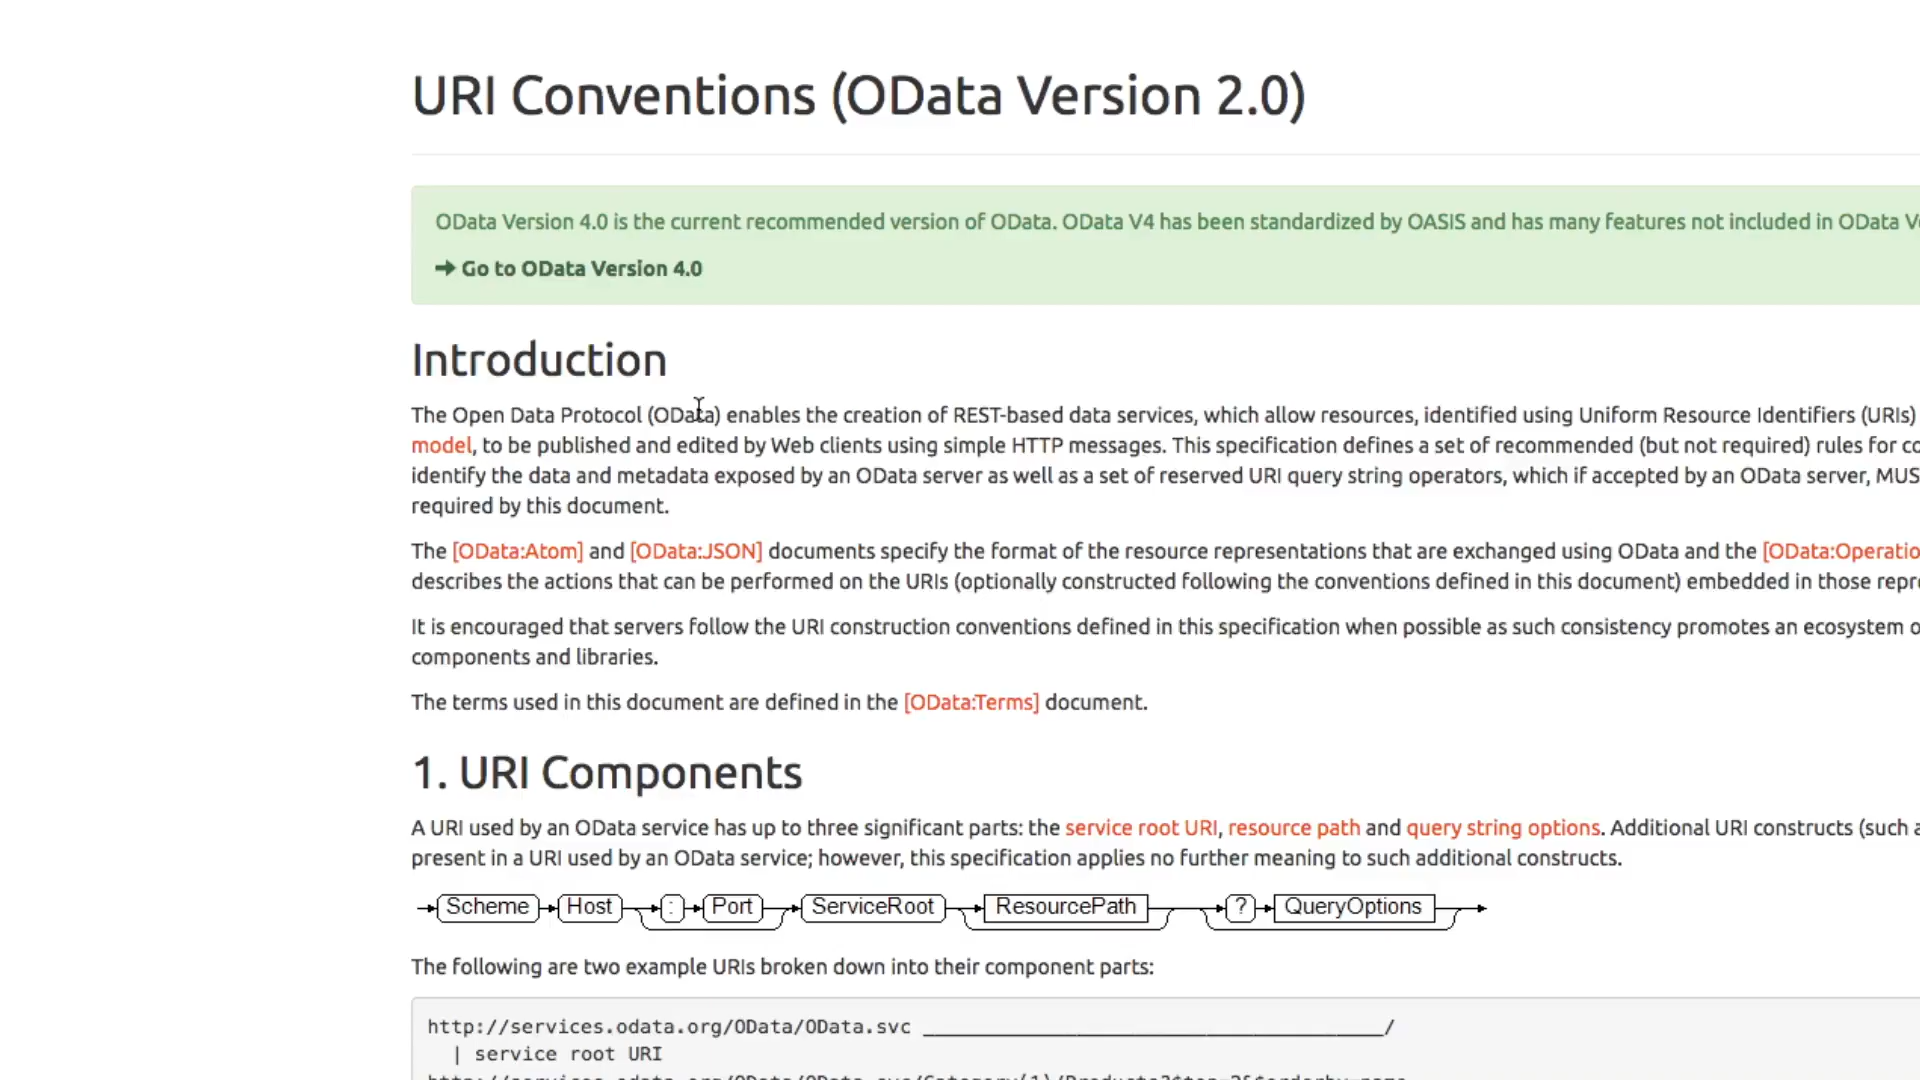 URI Conventions (OData Version 2.0)
OData Version 4.0 is the current recommended version of OData. OData V4 has been standardized by OASIS and has many features not included in OData
➔ Go to OData Version 4.0
Introduction
The Open Data Protocol (OData) enables the creation of REST-based data services, which allow resources, identified using Uniform Resource Identifiers (URIs)
model, to be published and edited by Web clients using simple HTTP messages. This specification defines a set of recommended (but not required) rules for
identify the data and metadata exposed by an OData server as well as a set of reserved URI query string operators, which if accepted by an OData server,
required by this document.
The [OData:Atom] and [OData:JSON] documents specify the format of the resource representations that are exchanged using OData and the [OData:Operatio
describes the actions that can be performed on the URIs (optionally constructed following the conventions defined in this document) embedded in those
It is encouraged that servers follow the URI construction conventions defined in this specification when possible as such consistency promotes an ecosystem
components and libraries.
The terms used in this document are defined in the [OData:Terms] document.
1. URI Components
A URI used by an OData service has up to three significant parts: the service root URI, resource path and query string options. Additional URI constructs (such
present in a URI used by an OData service; however, this specification applies no further meaning to such additional constructs.
Scheme Host : Port ServiceRoot ResourcePath ? QueryOptions
The following are two example URIs broken down into their component parts:
http://services.odata.org/OData/OData.svc _______________________________________/
| service root URI